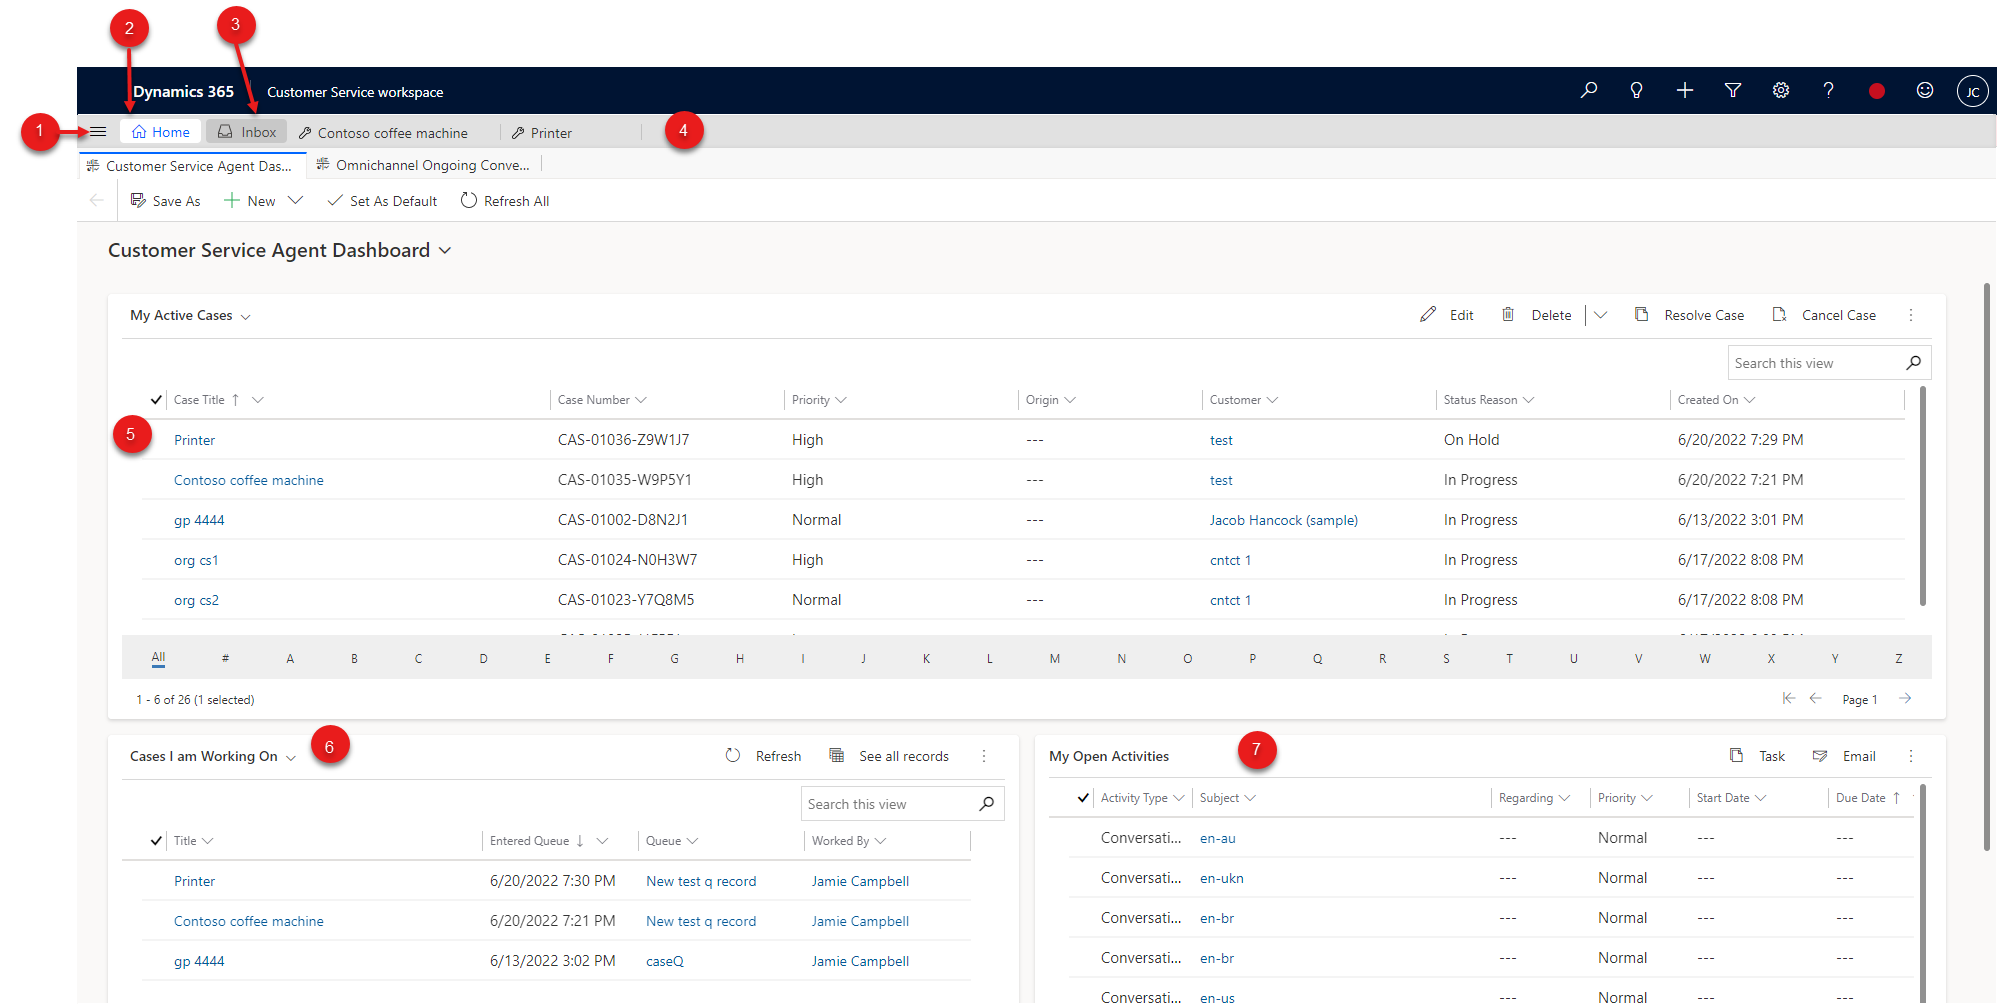 2 3
Dynamics 365 Customer Service workspace ? JC
1 Home Inbox Contoso coffee machine Printer 4
Customer Service Agent Das... Omnichannel Ongoing Conve...
Save As New Set As Default Refresh All
Customer Service Agent Dashboard
My Active Cases Edit Delete Resolve Case Cancel Case
Search this view
Case Title Case Number Priority Origin Customer Status Reason Created On
5 Printer CAS-01036-Z9W1J7 High --- test On Hold 6/20/2022 7:29 PM
Contoso coffee machine CAS-01035-W9P5Y1 High --- test In Progress 6/20/2022 7:21 PM
gp 4444 CAS-01002-D8N2J1 Normal --- Jacob Hancock (sample) In Progress 6/13/2022 3:01 PM
org cs1 CAS-01024-N0H3W7 High --- cntct 1 In Progress 6/17/2022 8:08 PM
org cs2 CAS-01023-Y7Q8M5 Normal --- cntct 1 In Progress 6/17/2022 8:08 PM
All # A B C D E F G H I J K L M N O P Q R S T U V W X Y Z
1 - 6 of 26 (1 selected) Page 1
Cases I am Working On 6 Refresh See all records
Search this view
Title Entered Queue Queue Worked By
Printer 6/20/2022 7:30 PM New test q record Jamie Campbell
Contoso coffee machine 6/20/2022 7:21 PM New test q record Jamie Campbell
gp 4444 6/13/2022 3:02 PM caseQ Jamie Campbell
My Open Activities 7 Task Email
Activity Type Subject Regarding Priority Start Date Due Date
Conversati... en-au --- Normal --- ---
Conversati... en-ukn --- Normal --- ---
Conversati... en-br --- Normal --- ---
Conversati... en-br --- Normal --- ---
Conversati... en-us --- Normal --- ---